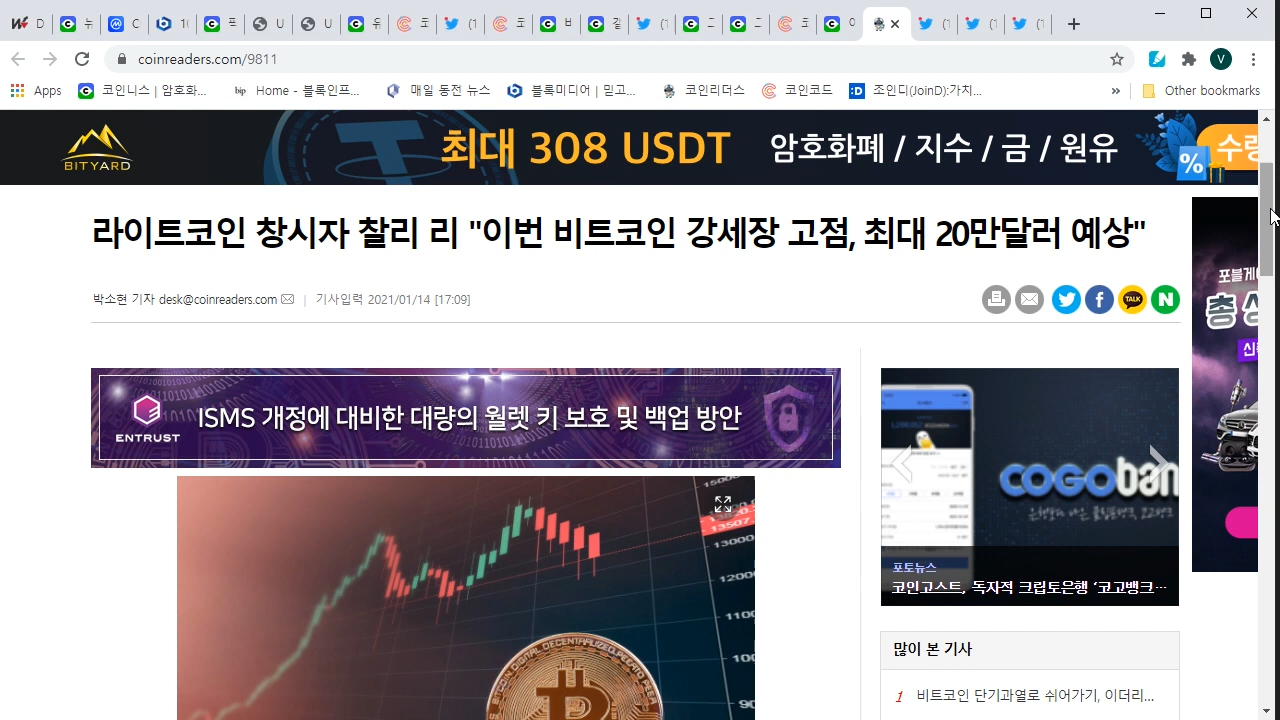 coinreaders.com/9811
V
Apps
코인니스 | 암호화...
bip Home - 블록인프...
매일 동전 뉴스
블록미디어 | 믿고...
코인리더스
코인코드
:D 조인디(JoinD):가치...
»
Other bookmarks
BITYARD
최대 308 USDT 암호화폐 / 지수 / 금 / 원유
%
라이트코인 창시자 찰리 리 "이번 비트코인 강세장 고점, 최대 20만달러 예상"
박소현 기자 desk@coinreaders.com | 기사입력 2021/01/14 [17:09]
TALK
N
ENTRUST
ISMS 개정에 대비한 대량의 월렛 키 보호 및 백업 방안
13507
13000
포토뉴스
코인고스트, 독자적 크립토은행 ‘코고뱅크…
많이 본 기사
1 비트코인 단기과열로 쉬어가기, 이더리...